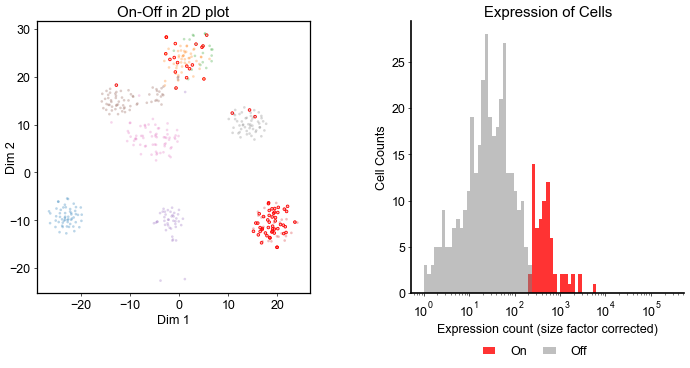 On-Off in 2D plot
Dim 2
30
20
10
0
−10
−20
−20 −10 0 10 20
Dim 1
Expression of Cells
Cell Counts
25
20
15
10
5
0
10^0 10^1 10^2 10^3 10^4 10^5
Expression count (size factor corrected)
On Off